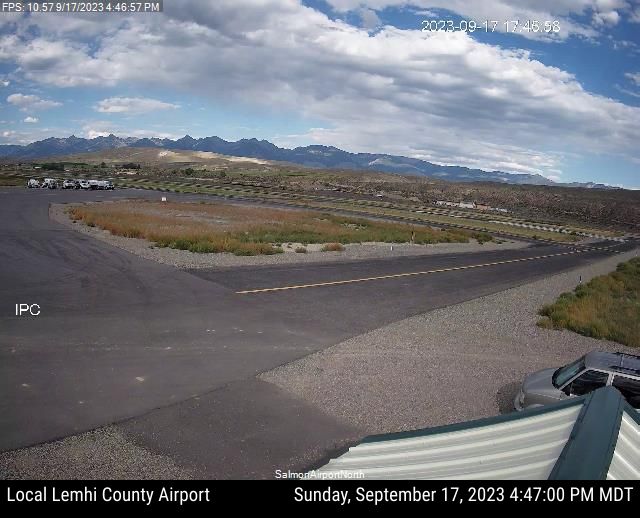 FPS: 10.57 9/17/2023 4:46:57 PM
2023-09-17 17:45:58
IPC
SalmonAirportNorth
Local Lemhi County Airport Sunday, September 17, 2023 4:47:00 PM MDT